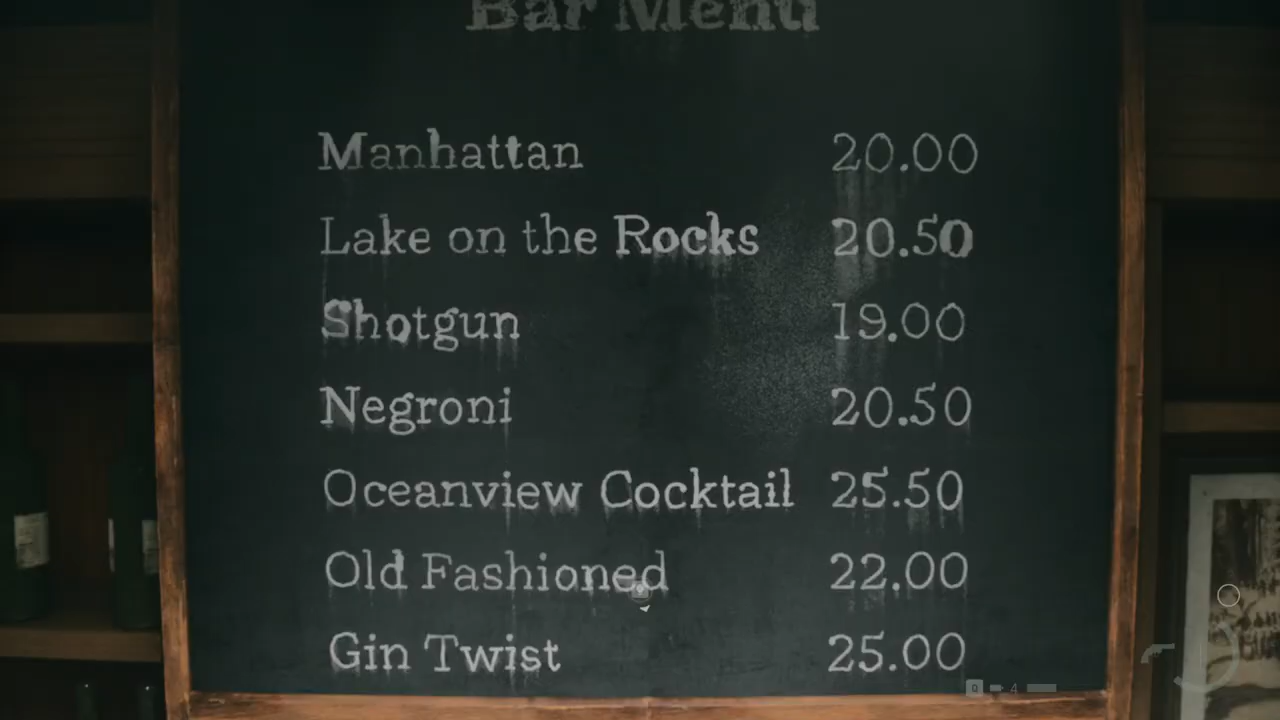 Bar Menu
Manhattan 20.00
Lake on the Rocks 20.50
Shotgun 19.00
Negroni 20.50
Oceanview Cocktail 25.50
Old Fashioned 22.00
Gin Twist 25.00
Q 4